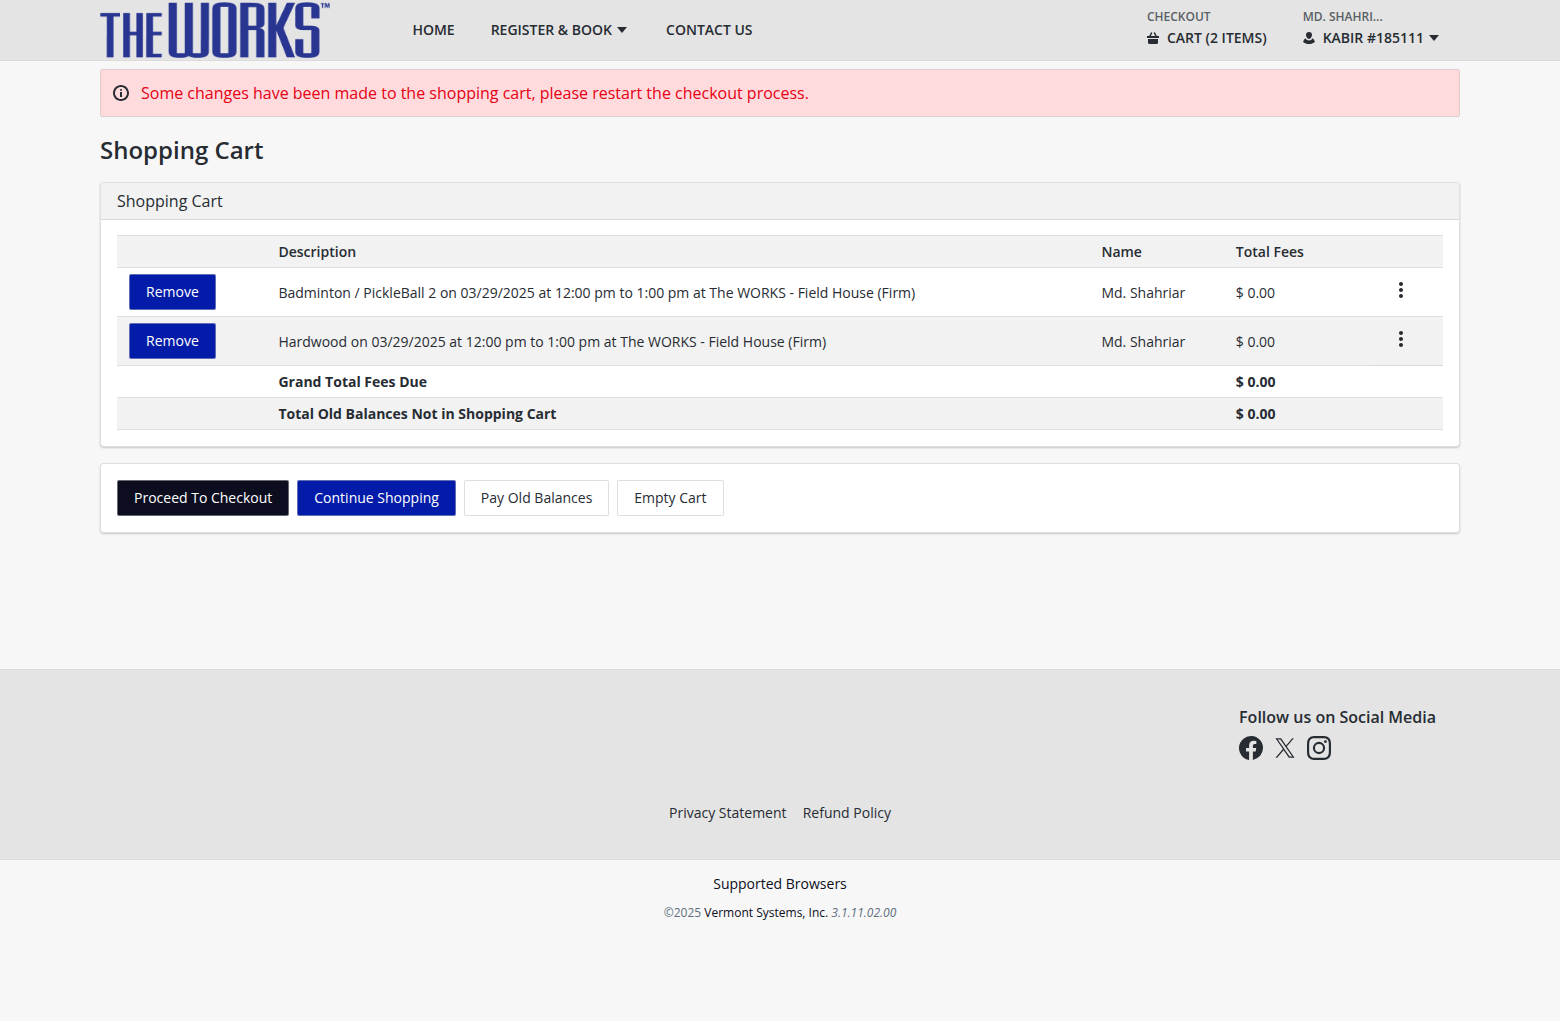 THE WORKS™
HOME
REGISTER & BOOK
CONTACT US
CHECKOUT
CART (2 ITEMS)
MD. SHAHRI...
KABIR #185111
Some changes have been made to the shopping cart, please restart the checkout process.
Shopping Cart
Shopping Cart
Description Name Total Fees
Remove Badminton / PickleBall 2 on 03/29/2025 at 12:00 pm to 1:00 pm at The WORKS - Field House (Firm) Md. Shahriar $ 0.00
Remove Hardwood on 03/29/2025 at 12:00 pm to 1:00 pm at The WORKS - Field House (Firm) Md. Shahriar $ 0.00
Grand Total Fees Due $ 0.00
Total Old Balances Not in Shopping Cart $ 0.00
Proceed To Checkout Continue Shopping Pay Old Balances Empty Cart
Follow us on Social Media
Privacy Statement Refund Policy
Supported Browsers
©2025 Vermont Systems, Inc. 3.1.11.02.00